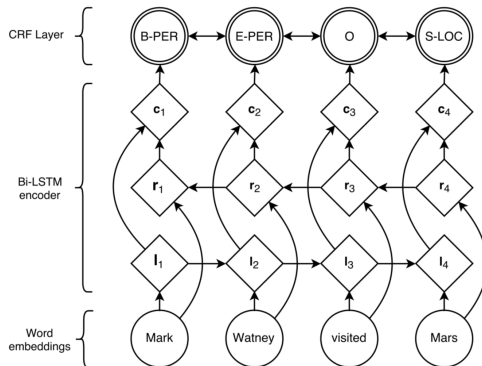 CRF Layer
B-PER
E-PER
O
S-LOC
c1
c2
c3
c4
Bi-LSTM
encoder
r1
r2
r3
r4
l1
l2
l3
l4
Word
embeddings
Mark
Watney
visited
Mars